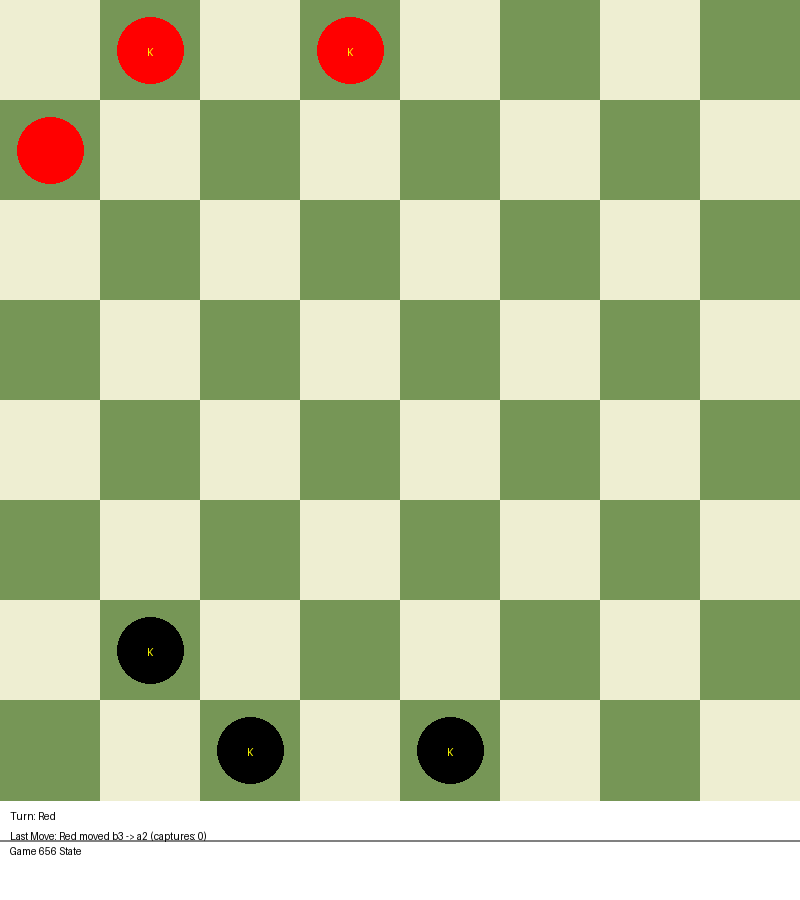 K K
K
K K
Turn: Red
Last Move: Red moved b3 -> a2 (captures: 0)
Game 656 State